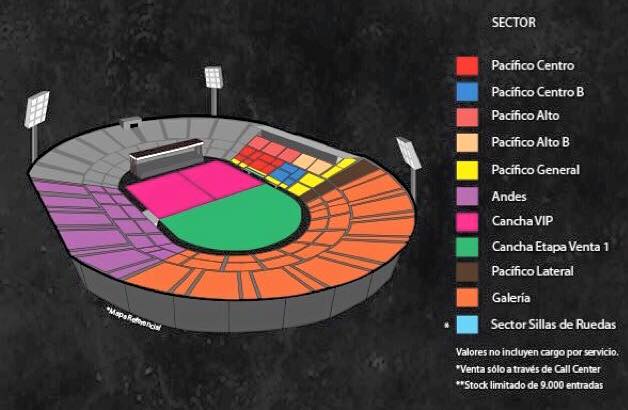 SECTOR
Pacífico Centro
Pacífico Centro B
Pacífico Alto
Pacífico Alto B
Pacífico General
Andes
Cancha VIP
Cancha Etapa Venta 1
Pacífico Lateral
Galería
* Sector Sillas de Ruedas
Valores no incluyen cargo por servicio.
*Venta sólo a través de Call Center
**Stock limitado de 9.000 entradas
*Mapa Referencial